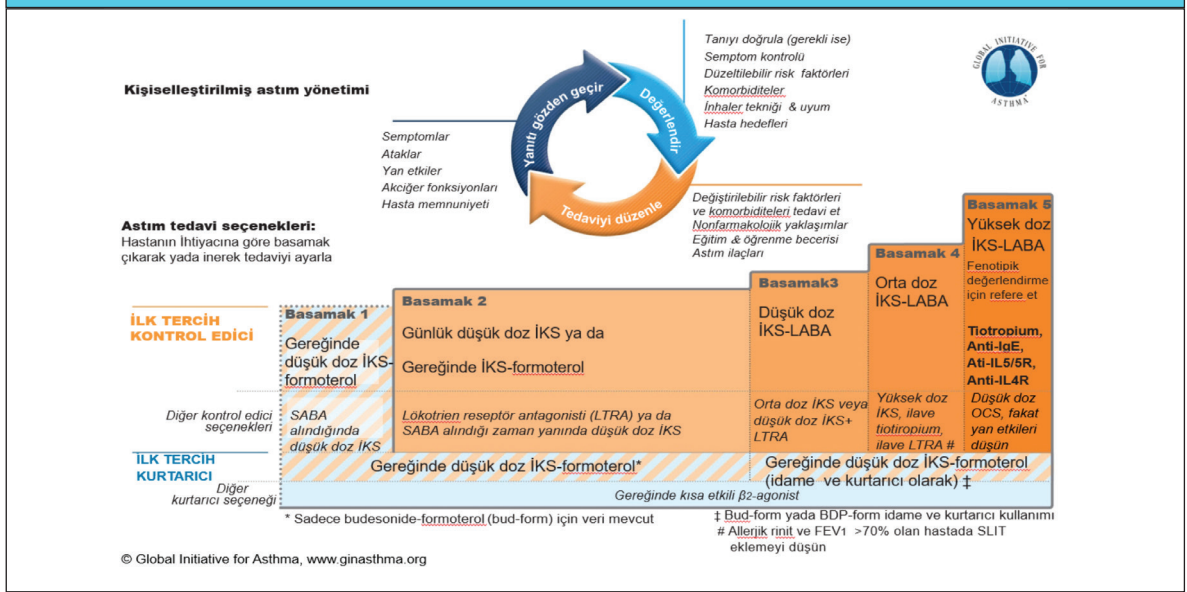 Kişiselleştirilmiş astım yönetimi
Semptomlar
Ataklar
Yan etkiler
Akciğer fonksiyonları
Hasta memnuniyeti
Yanıtı gözden geçir
Değerlendir
Tedaviyi düzenle
Tanıyı doğrula (gerekli ise)
Semptom kontrolü
Düzeltilebilir risk faktörleri
Komorbiditeler
İnhaler tekniği & uyum
Hasta hedefleri
GLOBAL INITIATIVE FOR
ASTHMA
Değiştirilebilir risk faktörleri
ve komorbiditeleri tedavi et
Nonfarmakolojik yaklaşımlar
Eğitim & öğrenme becerisi
Astım ilaçları
Astım tedavi seçenekleri:
Hastanın İhtiyacına göre basamak
çıkarak yada inerek tedaviyi ayarla
İLK TERCİH
KONTROL EDİCİ
Basamak 1
Gereğinde
düşük doz İKS-
formoterol
Basamak 2
Günlük düşük doz İKS ya da
Gereğinde İKS-formoterol
Basamak3
Düşük doz
İKS-LABA
Basamak 4
Orta doz
İKS-LABA
Basamak 5
Yüksek doz
İKS-LABA
Fenotipik
değerlendirme
için refere et
Tiotropium,
Anti-IgE,
Ati-IL5/5R,
Anti-IL4R
Diğer kontrol edici
seçenekleri
SABA
alındığında
düşük doz İKS
Lökotrien reseptör antagonisti (LTRA) ya da
SABA alındığı zaman yanında düşük doz İKS
Orta doz İKS veya
düşük doz İKS+
LTRA
Yüksek doz
İKS, ilave
tiotiropium,
ilave LTRA #
Düşük doz
OCS, fakat
yan etkileri
düşün
İLK TERCİH
KURTARICI
Gereğinde düşük doz İKS-formoterol*
Gereğinde düşük doz İKS-formoterol
(idame ve kurtarıcı olarak) ‡
Diğer
kurtarıcı seçeneği
Gereğinde kısa etkili β2-agonist
* Sadece budesonide-formoterol (bud-form) için veri mevcut
‡ Bud-form yada BDP-form idame ve kurtarıcı kullanımı
# Allerjik rinit ve FEV1 >70% olan hastada SLIT
eklemeyi düşün
© Global Initiative for Asthma, www.ginasthma.org